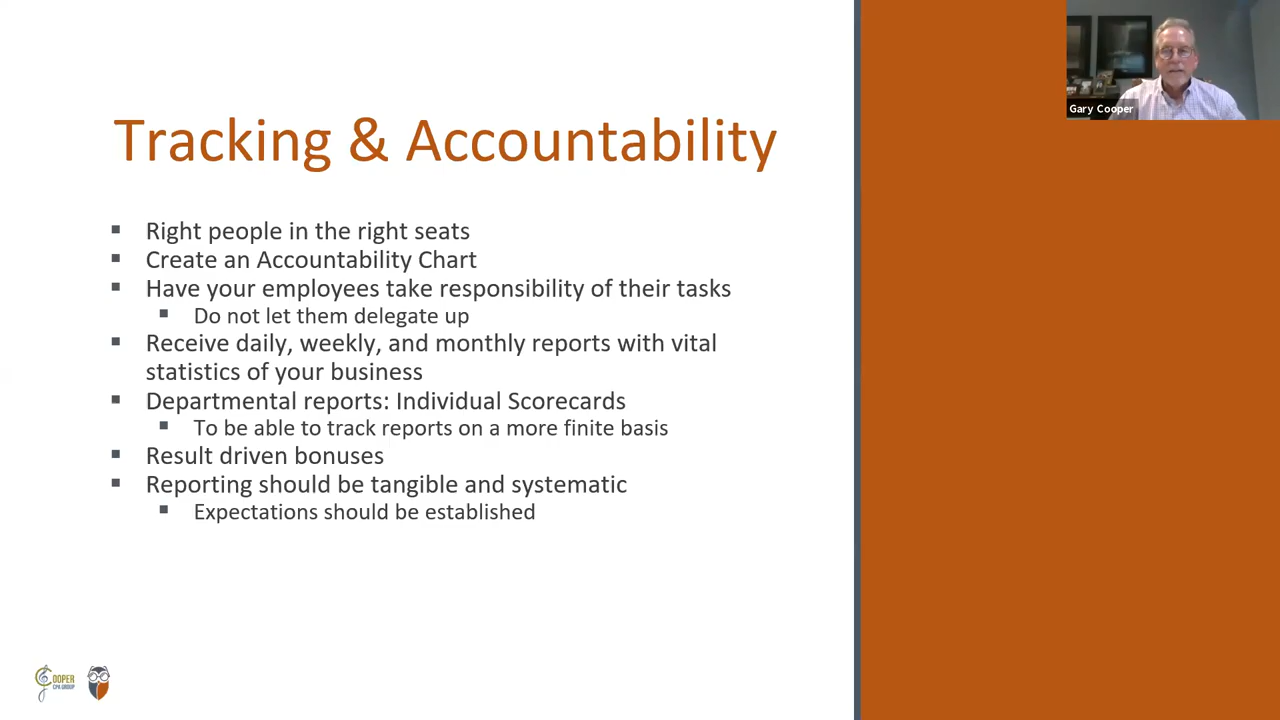 Gary Cooper
Tracking & Accountability
▪ Right people in the right seats
▪ Create an Accountability Chart
▪ Have your employees take responsibility of their tasks
▪ Do not let them delegate up
▪ Receive daily, weekly, and monthly reports with vital
statistics of your business
▪ Departmental reports: Individual Scorecards
▪ To be able to track reports on a more finite basis
▪ Result driven bonuses
▪ Reporting should be tangible and systematic
▪ Expectations should be established
COOPER
CPA GROUP